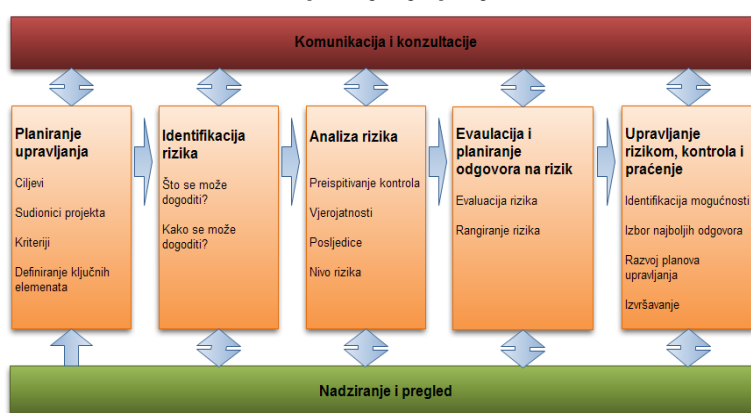 Komunikacija i konzultacije
Planiranje
upravljanja
Ciljevi
Sudionici projekta
Kriteriji
Definiranje ključnih
elemenata
Identifikacija
rizika
Što se može
dogoditi?
Kako se može
dogoditi?
Analiza rizika
Preispitivanje kontrola
Vjerojatnosti
Posljedice
Nivo rizika
Evaulacija i
planiranje
odgovora na rizik
Evaluacija rizika
Rangiranje rizika
Upravljanje
rizikom, kontrola i
praćenje
Identifikacija mogućnosti
Izbor najboljih odgovora
Razvoj planova
upravljanja
Izvršavanje
Nadziranje i pregled